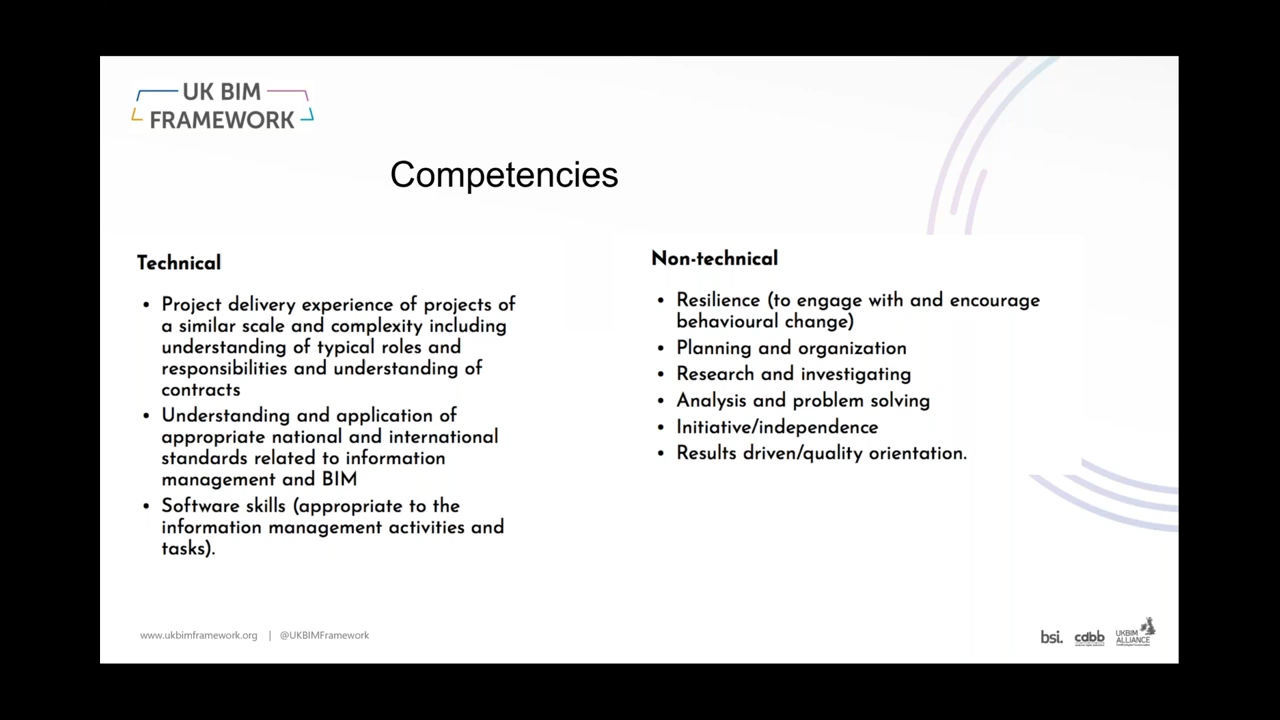 UK BIM
FRAMEWORK
Competencies
Technical
• Project delivery experience of projects of
a similar scale and complexity including
understanding of typical roles and
responsibilities and understanding of
contracts
• Understanding and application of
appropriate national and international
standards related to information
management and BIM
• Software skills (appropriate to the
information management activities and
tasks).
Non-technical
• Resilience (to engage with and encourage
behavioural change)
• Planning and organization
• Research and investigating
• Analysis and problem solving
• Initiative/independence
• Results driven/quality orientation.
www.ukbimframework.org | @UKBIMFramework
bsi.
cdbb
UKBIM
ALLIANCE